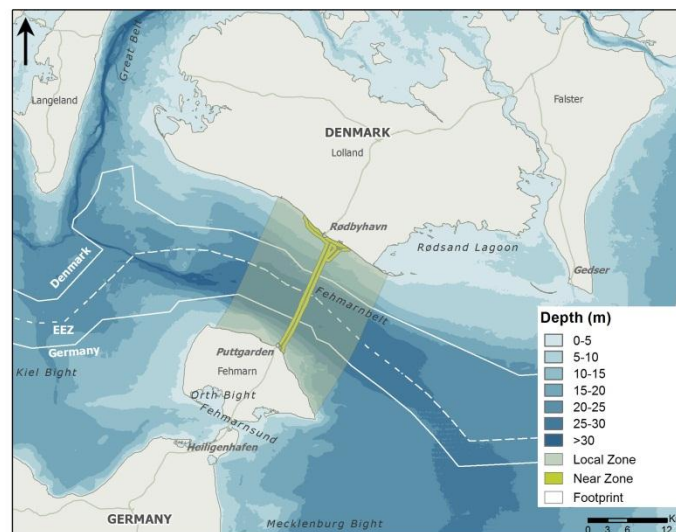 Great Belt
Langeland
DENMARK
Lolland
Falster
Rødbyhavn
Rødsand Lagoon
Gedser
Denmark
EEZ
Germany
Fehmarnbelt
Kiel Bight
Puttgarden
Fehmarn
Orth Bight
Fehmarnsund
Heiligenhafen
GERMANY
Mecklenburg Bight
Depth (m)
0-5
5-10
10-15
15-20
20-25
25-30
>30
Local Zone
Near Zone
Footprint
0 3 6 12